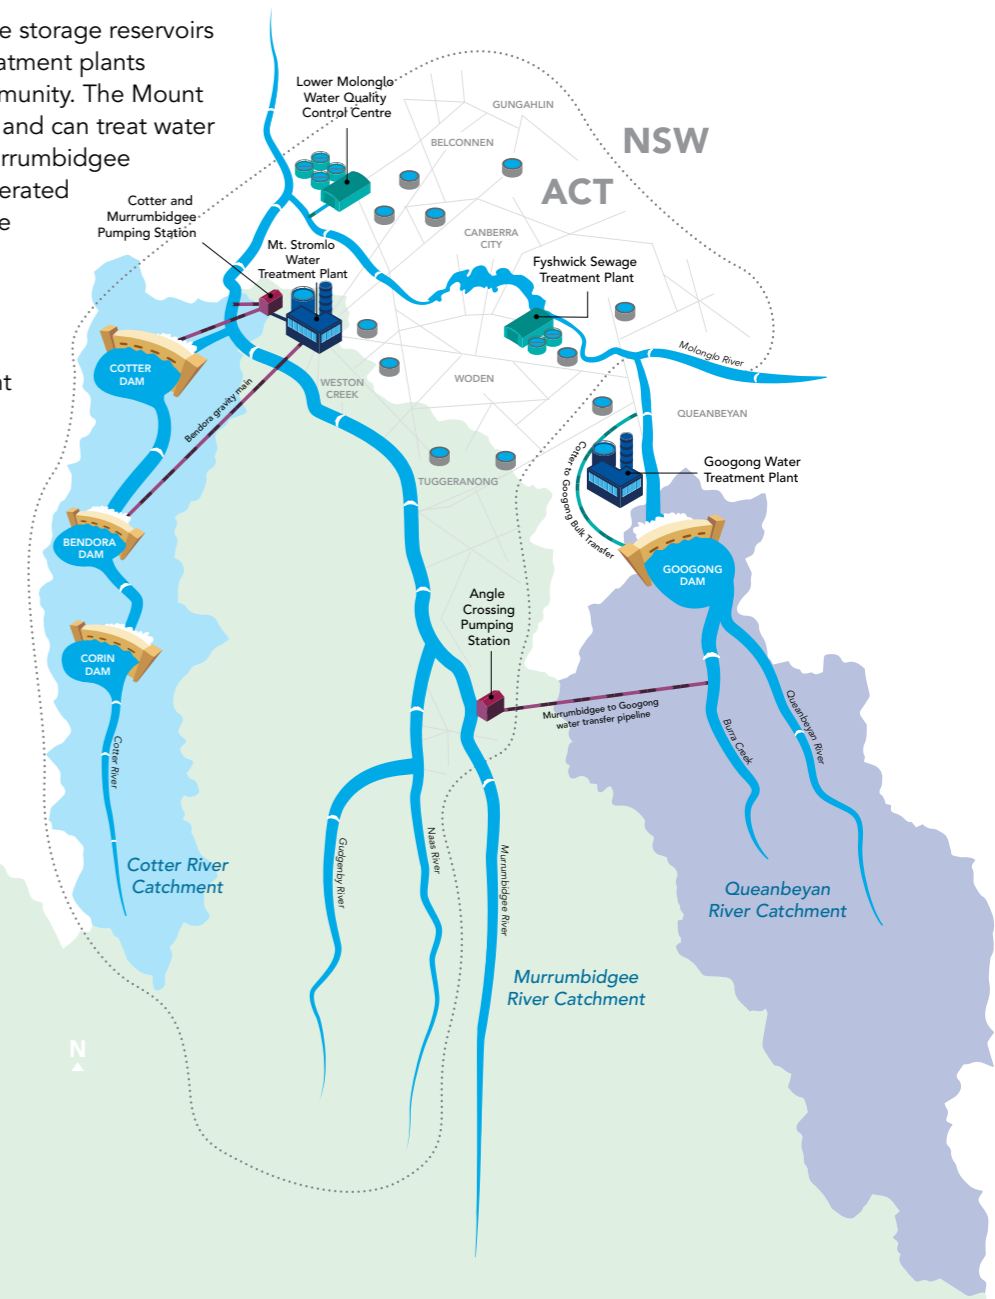 e storage reservoirs
eatment plants
munity. The Mount
and can treat water
urrumbidgee
erated
e
nt
Lower Molonglo
Water Quality
Control Centre
GUNGAHLIN
BELCONNEN
NSW
ACT
Cotter and
Murrumbidgee
Pumping Station
Mt. Stromlo
Water
Treatment Plant
CANBERRA
CITY
Fyshwick Sewage
Treatment Plant
Molonglo River
COTTER
DAM
WESTON
CREEK
WODEN
Bendora gravity main
QUEANBEYAN
Cotter to Googong Bulk Transfer
Googong Water
Treatment Plant
TUGGERANONG
BENDORA
DAM
GOOGONG
DAM
Angle
Crossing
Pumping
Station
CORIN
DAM
Murrumbidgee to Googong
water transfer pipeline
Burra Creek
Queanbeyan River
Cotter River
Gudgenby River
Naas River
Murrumbidgee River
Cotter River
Catchment
Queanbeyan
River Catchment
Murrumbidgee
River Catchment
N